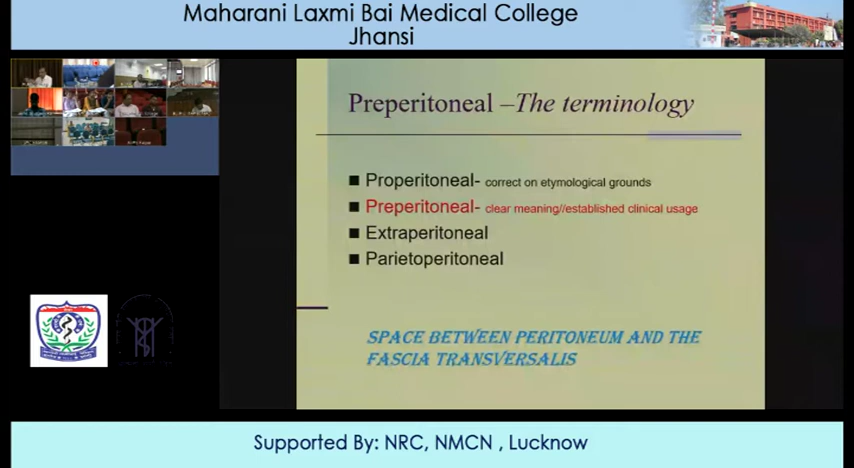 Maharani Laxmi Bai Medical College
Jhansi
Preperitoneal –The terminology
Properitoneal- correct on etymological grounds
Preperitoneal- clear meaning//established clinical usage
Extraperitoneal
Parietoperitoneal
SPACE BETWEEN PERITONEUM AND THE
FASCIA TRANSVERSALIS
Supported By: NRC, NMCN , Lucknow